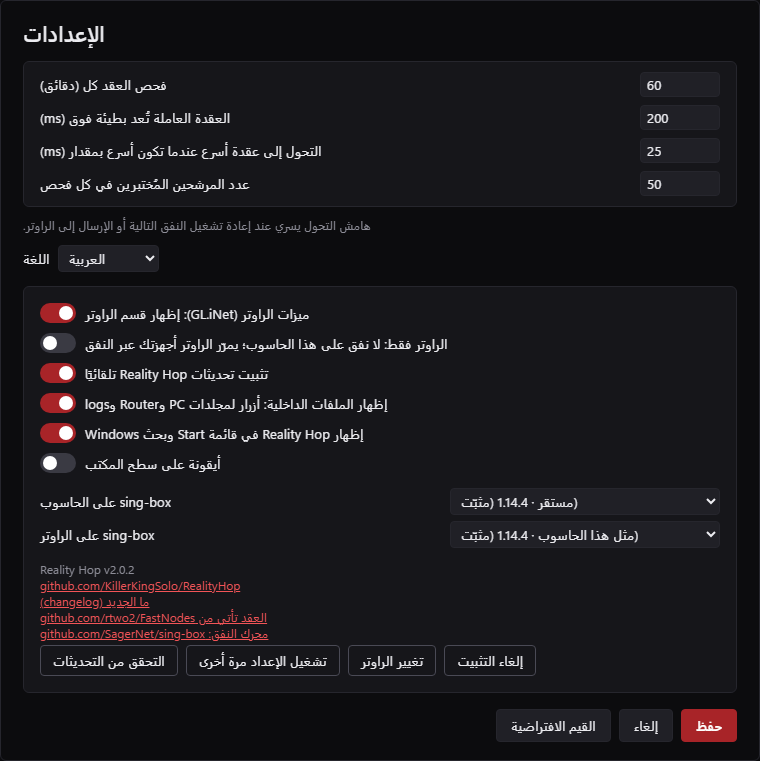 الإعدادات
فحص العقد كل (دقائق) 60
العقدة العاملة تُعد بطيئة فوق (ms) 200
التحول إلى عقدة أسرع عندما تكون أسرع بمقدار (ms) 25
عدد المرشحين المُختبرين في كل فحص 50
هامش التحول يسري عند إعادة تشغيل النفق التالية أو الإرسال إلى الراوتر.
اللغة العربية
ميزات الراوتر (GL.iNet): إظهار قسم الراوتر
الراوتر فقط: لا نفق على هذا الحاسوب؛ يمرّر الراوتر أجهزتك عبر النفق
تثبيت تحديثات Reality Hop تلقائيًا
إظهار الملفات الداخلية: أزرار لمجلدات PC وRouter وlogs
إظهار Reality Hop في قائمة Start وبحث Windows
أيقونة على سطح المكتب
sing-box على الحاسوب مستقر · 1.14.4 (مثبّت)
sing-box على الراوتر مثل هذا الحاسوب · 1.14.4 (مثبّت)
Reality Hop v2.0.2
github.com/KillerKingSolo/RealityHop
ما الجديد (changelog)
العقد تأتي من github.com/rtwo2/FastNodes
محرك النفق: github.com/SagerNet/sing-box
التحقق من التحديثات تشغيل الإعداد مرة أخرى تغيير الراوتر إلغاء التثبيت
القيم الافتراضية إلغاء حفظ